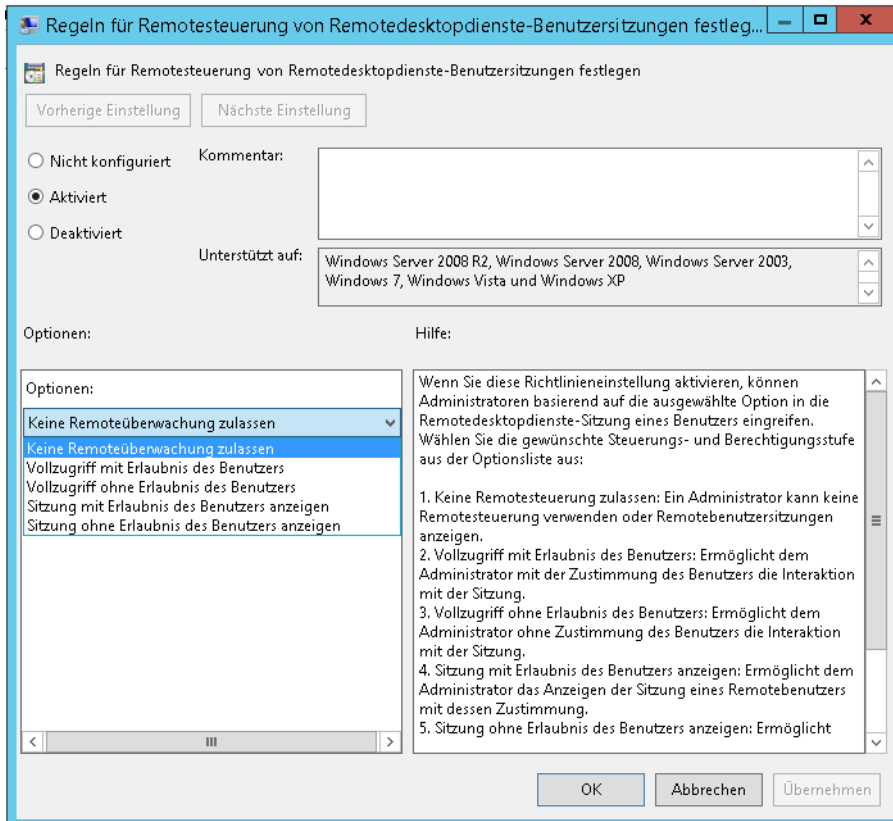 Regeln für Remotesteuerung von Remotedesktopdienste-Benutzersitzungen festleg...
Regeln für Remotesteuerung von Remotedesktopdienste-Benutzersitzungen festlegen
Vorherige Einstellung
Nächste Einstellung
Nicht konfiguriert
Aktiviert
Deaktiviert
Kommentar:
Unterstützt auf:
Windows Server 2008 R2, Windows Server 2008, Windows Server 2003,
Windows 7, Windows Vista und Windows XP
Optionen:
Hilfe:
Optionen:
Keine Remoteüberwachung zulassen
Keine Remoteüberwachung zulassen
Vollzugriff mit Erlaubnis des Benutzers
Vollzugriff ohne Erlaubnis des Benutzers
Sitzung mit Erlaubnis des Benutzers anzeigen
Sitzung ohne Erlaubnis des Benutzers anzeigen
Wenn Sie diese Richtlinieneinstellung aktivieren, können
Administratoren basierend auf die ausgewählte Option in die
Remotedesktopdienste-Sitzung eines Benutzers eingreifen.
Wählen Sie die gewünschte Steuerungs- und Berechtigungsstufe
aus der Optionsliste aus:
1. Keine Remotesteuerung zulassen: Ein Administrator kann keine
Remotesteuerung verwenden oder Remotebenutzersitzungen
anzeigen.
2. Vollzugriff mit Erlaubnis des Benutzers: Ermöglicht dem
Administrator mit der Zustimmung des Benutzers die Interaktion
mit der Sitzung.
3. Vollzugriff ohne Erlaubnis des Benutzers: Ermöglicht dem
Administrator ohne Zustimmung des Benutzers die Interaktion
mit der Sitzung.
4. Sitzung mit Erlaubnis des Benutzers anzeigen: Ermöglicht dem
Administrator das Anzeigen der Sitzung eines Remotebenutzers
mit dessen Zustimmung.
5. Sitzung ohne Erlaubnis des Benutzers anzeigen: Ermöglicht
OK
Abbrechen
Übernehmen